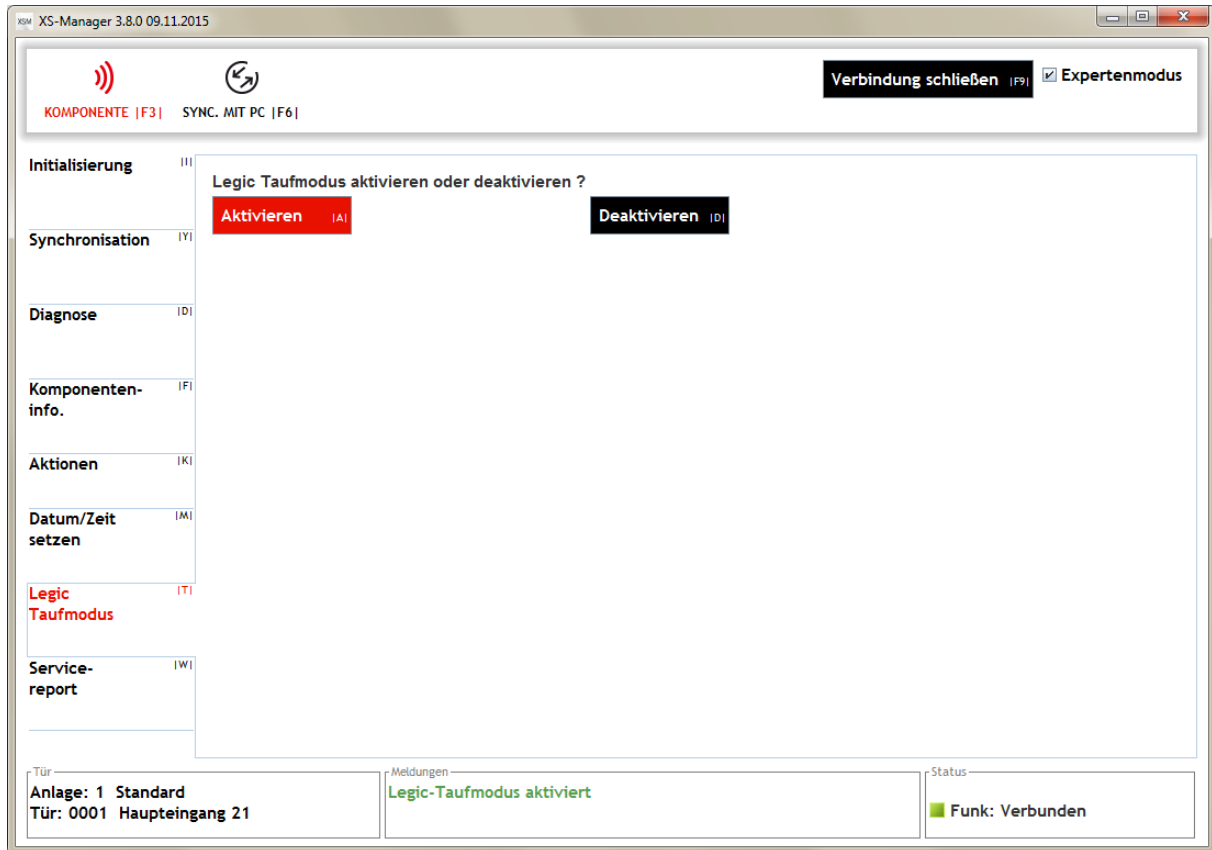 XSM XS-Manager 3.8.0 09.11.2015
KOMPONENTE |F3| SYNC. MIT PC |F6|
Verbindung schließen |F9| Expertenmodus
Initialisierung |I|
Synchronisation |Y|
Diagnose |D|
Komponenten- |F|
info.
Aktionen |K|
Datum/Zeit |M|
setzen
Legic |T|
Taufmodus
Service- |W|
report
Legic Taufmodus aktivieren oder deaktivieren ?
Aktivieren |A| Deaktivieren |D|
Tür
Anlage: 1 Standard
Tür: 0001 Haupteingang 21
Meldungen
Legic-Taufmodus aktiviert
Status
Funk: Verbunden